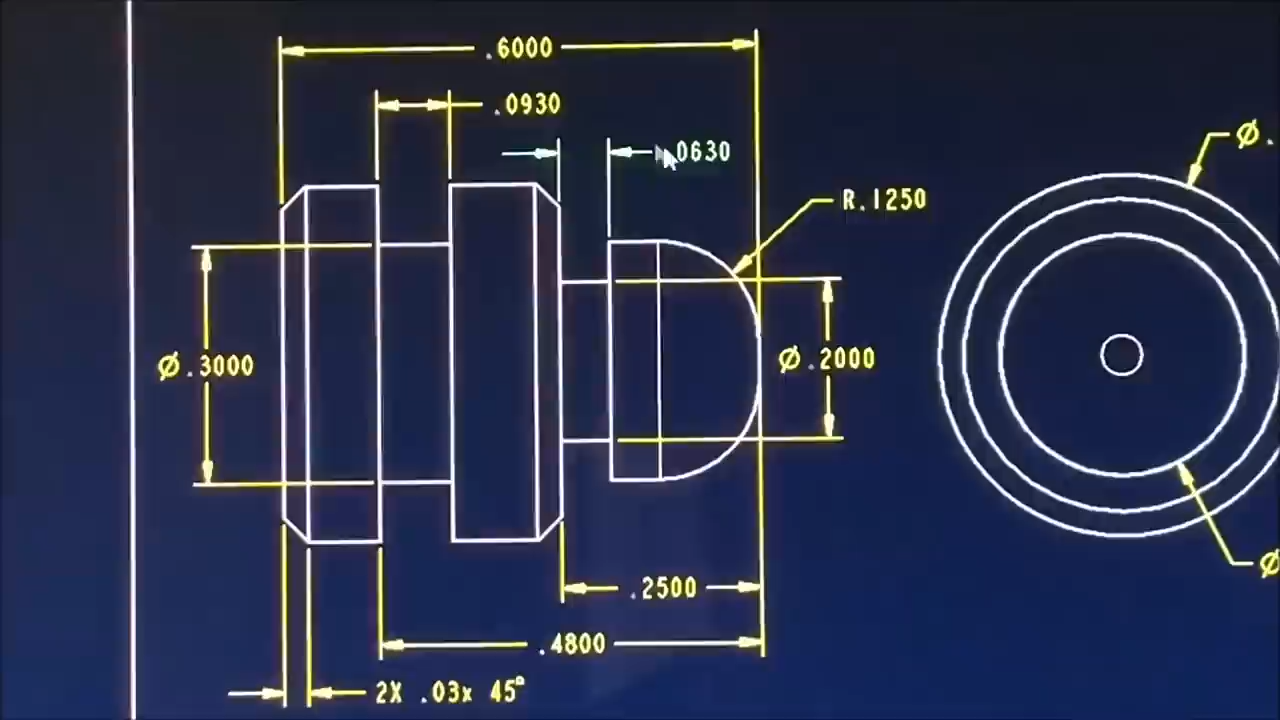 .6000
.0930
.0630
Ø.
R.1250
Ø.3000
Ø.2000
.2500
.4800
2X .03x 45°
Ø